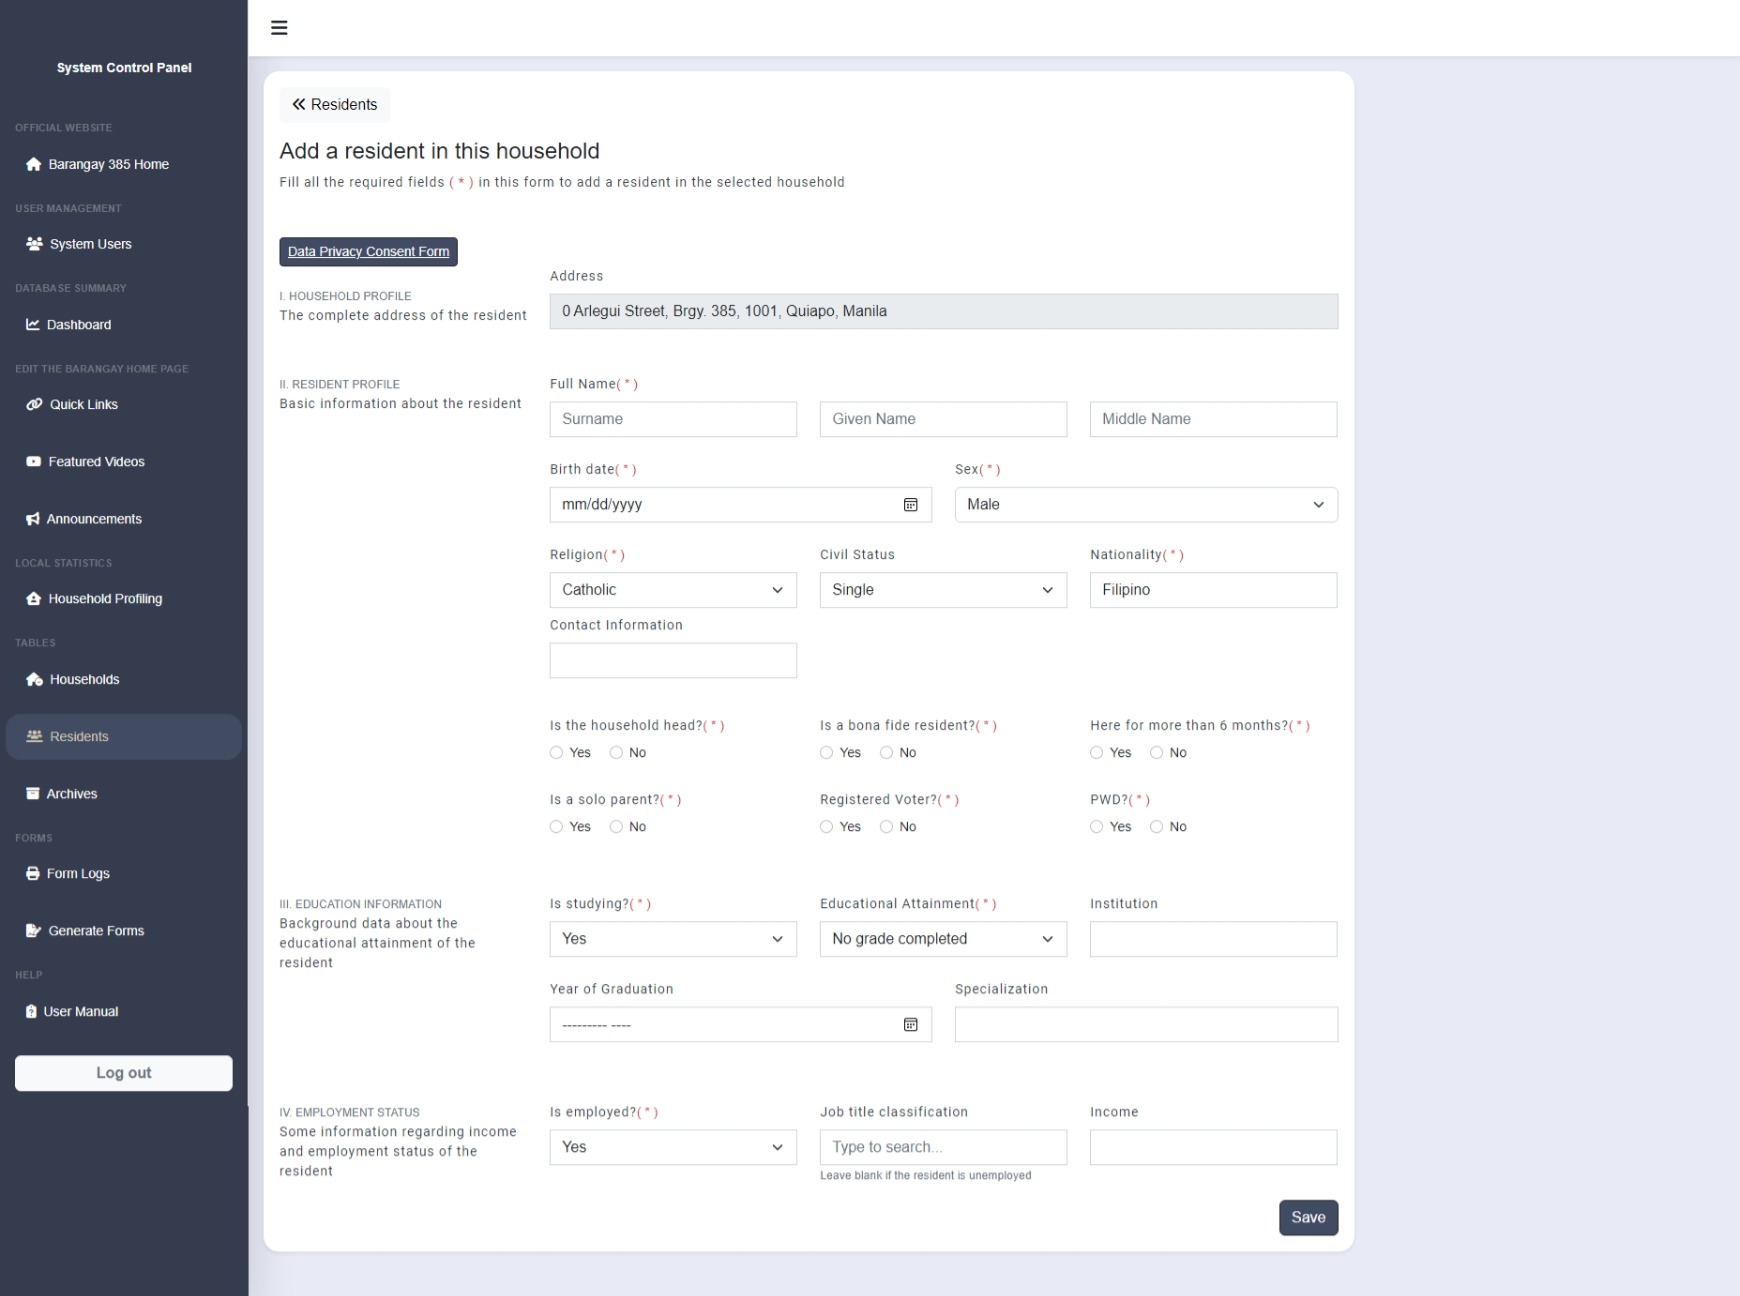 System Control Panel
OFFICIAL WEBSITE
Barangay 385 Home
USER MANAGEMENT
System Users
DATABASE SUMMARY
Dashboard
EDIT THE BARANGAY HOME PAGE
Quick Links
Featured Videos
Announcements
LOCAL STATISTICS
Household Profiling
TABLES
Households
Residents
Archives
FORMS
Form Logs
Generate Forms
HELP
User Manual
Log out
Residents
Add a resident in this household
Fill all the required fields ( * ) in this form to add a resident in the selected household
Data Privacy Consent Form
I. HOUSEHOLD PROFILE
The complete address of the resident
Address
0 Arlegui Street, Brgy. 385, 1001, Quiapo, Manila
II. RESIDENT PROFILE
Basic information about the resident
Full Name( * )
Surname Given Name Middle Name
Birth date( * ) Sex( * )
mm/dd/yyyy Male
Religion( * ) Civil Status Nationality( * )
Catholic Single Filipino
Contact Information
Is the household head?( * ) Is a bona fide resident?( * ) Here for more than 6 months?( * )
Yes No Yes No Yes No
Is a solo parent?( * ) Registered Voter?( * ) PWD?( * )
Yes No Yes No Yes No
III. EDUCATION INFORMATION
Background data about the
educational attainment of the
resident
Is studying?( * ) Educational Attainment( * ) Institution
Yes No grade completed
Year of Graduation Specialization
--------- ----
IV. EMPLOYMENT STATUS
Some information regarding income
and employment status of the
resident
Is employed?( * ) Job title classification Income
Yes Type to search...
Leave blank if the resident is unemployed
Save